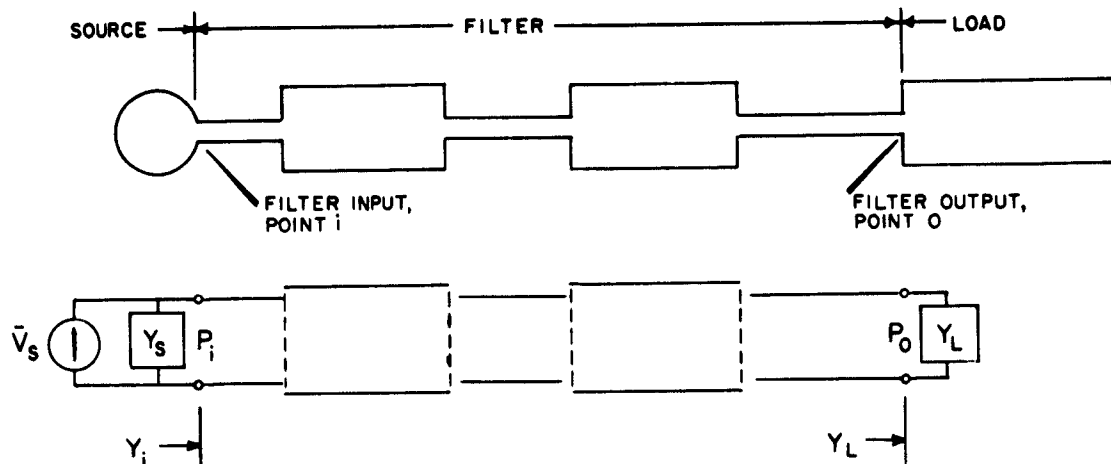 SOURCE
FILTER
LOAD
FILTER INPUT,
POINT i
FILTER OUTPUT,
POINT O
V̄s
Ys
Pi
Po
YL
Yi
YL